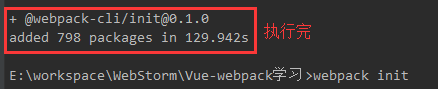 + @webpack-cli/init@0.1.0
added 798 packages in 129.942s
执行完
E:\workspace\WebStorm\Vue-webpack学习>webpack init